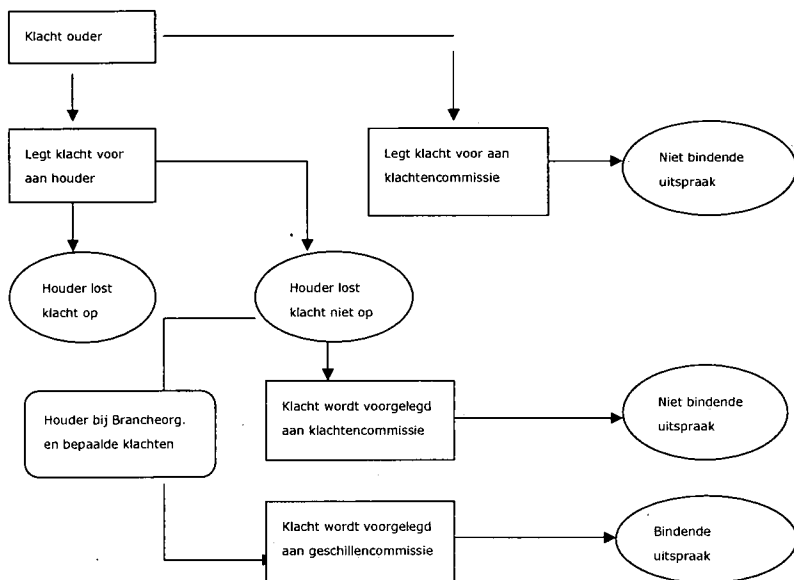 Klacht ouder
Legt klacht voor
aan houder
Legt klacht voor aan
klachtencommissie
Niet bindende
uitspraak
Houder lost
klacht op
Houder lost
klacht niet op
Houder bij Brancheorg.
en bepaalde klachten
Klacht wordt voorgelegd
aan klachtencommissie
Niet bindende
uitspraak
Klacht wordt voorgelegd
aan geschillencommissie
Bindende
uitspraak